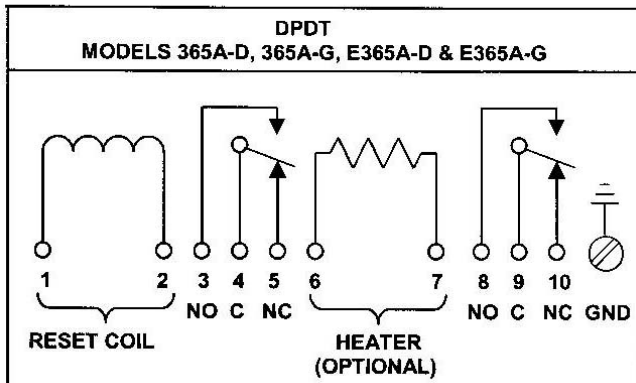 DPDT
MODELS 365A-D, 365A-G, E365A-D & E365A-G
1 2 3 4 5 6 7 8 9 10
NO C NC NO C NC GND
RESET COIL HEATER
(OPTIONAL)